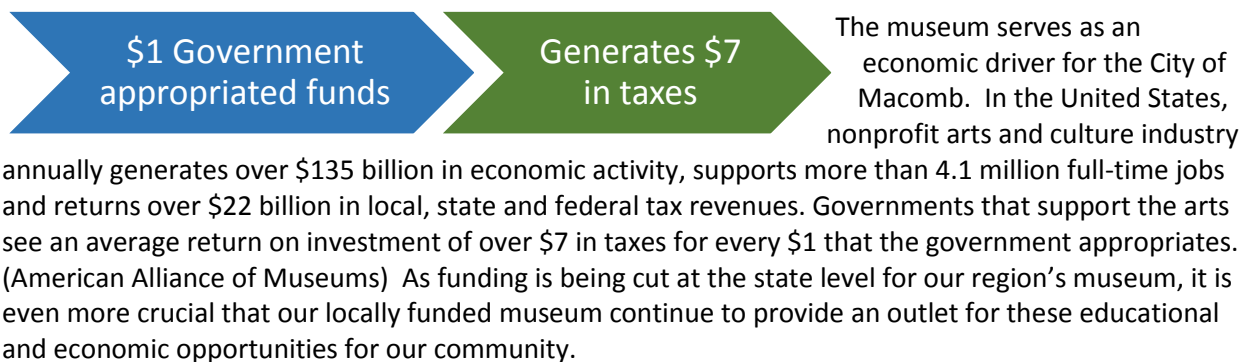 $1 Government
appropriated funds
Generates $7
in taxes
The museum serves as an
economic driver for the City of
Macomb.  In the United States,
nonprofit arts and culture industry
annually generates over $135 billion in economic activity, supports more than 4.1 million full-time jobs
and returns over $22 billion in local, state and federal tax revenues. Governments that support the arts
see an average return on investment of over $7 in taxes for every $1 that the government appropriates.
(American Alliance of Museums)  As funding is being cut at the state level for our region’s museum, it is
even more crucial that our locally funded museum continue to provide an outlet for these educational
and economic opportunities for our community.